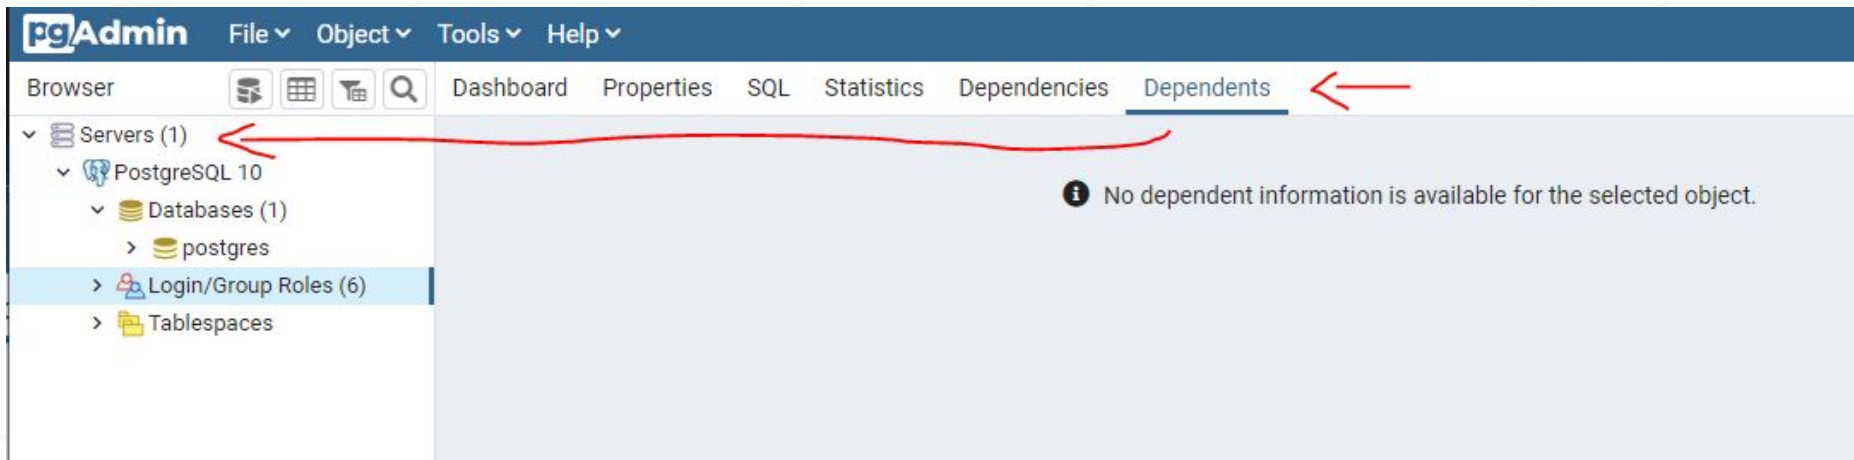 pgAdmin File Object Tools Help
Browser Dashboard Properties SQL Statistics Dependencies Dependents
Servers (1)
PostgreSQL 10
Databases (1)
postgres
Login/Group Roles (6)
Tablespaces
No dependent information is available for the selected object.